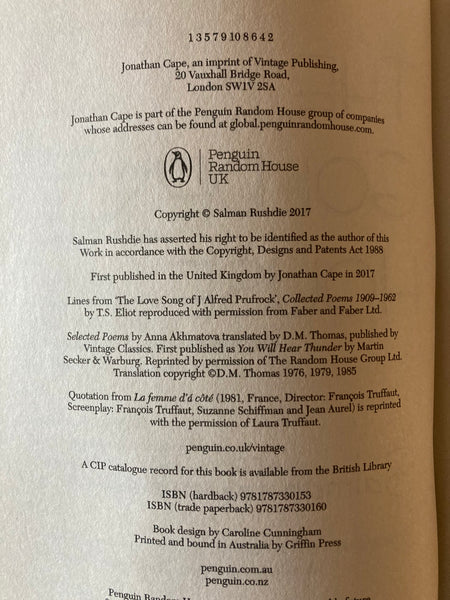 13579108642
Jonathan Cape, an imprint of Vintage Publishing,
20 Vauxhall Bridge Road,
London SW1V 2SA
Jonathan Cape is part of the Penguin Random House group of companies
whose addresses can be found at global.penguinrandomhouse.com.
Penguin
Random House
UK
Copyright © Salman Rushdie 2017
Salman Rushdie has asserted his right to be identified as the author of this
Work in accordance with the Copyright, Designs and Patents Act 1988
First published in the United Kingdom by Jonathan Cape in 2017
Lines from 'The Love Song of J Alfred Prufrock', Collected Poems 1909–1962
by T.S. Eliot reproduced with permission from Faber and Faber Ltd.
Selected Poems by Anna Akhmatova translated by D.M. Thomas, published by
Vintage Classics. First published as You Will Hear Thunder by Martin
Secker & Warburg. Reprinted by permission of The Random House Group Ltd.
Translation copyright ©D.M. Thomas 1976, 1979, 1985
Quotation from La femme d'd côté (1981, France, Director: François Truffaut,
Screenplay: François Truffaut, Suzanne Schiffman and Jean Aurel) is reprinted
with the permission of Laura Truffaut.
penguin.co.uk/vintage
A CIP catalogue record for this book is available from the British Library
ISBN (hardback) 9781787330153
ISBN (trade paperback) 9781787330160
Book design by Caroline Cunningham
Printed and bound in Australia by Griffin Press
penguin.com.au
penguin.co.nz
Penguin Random